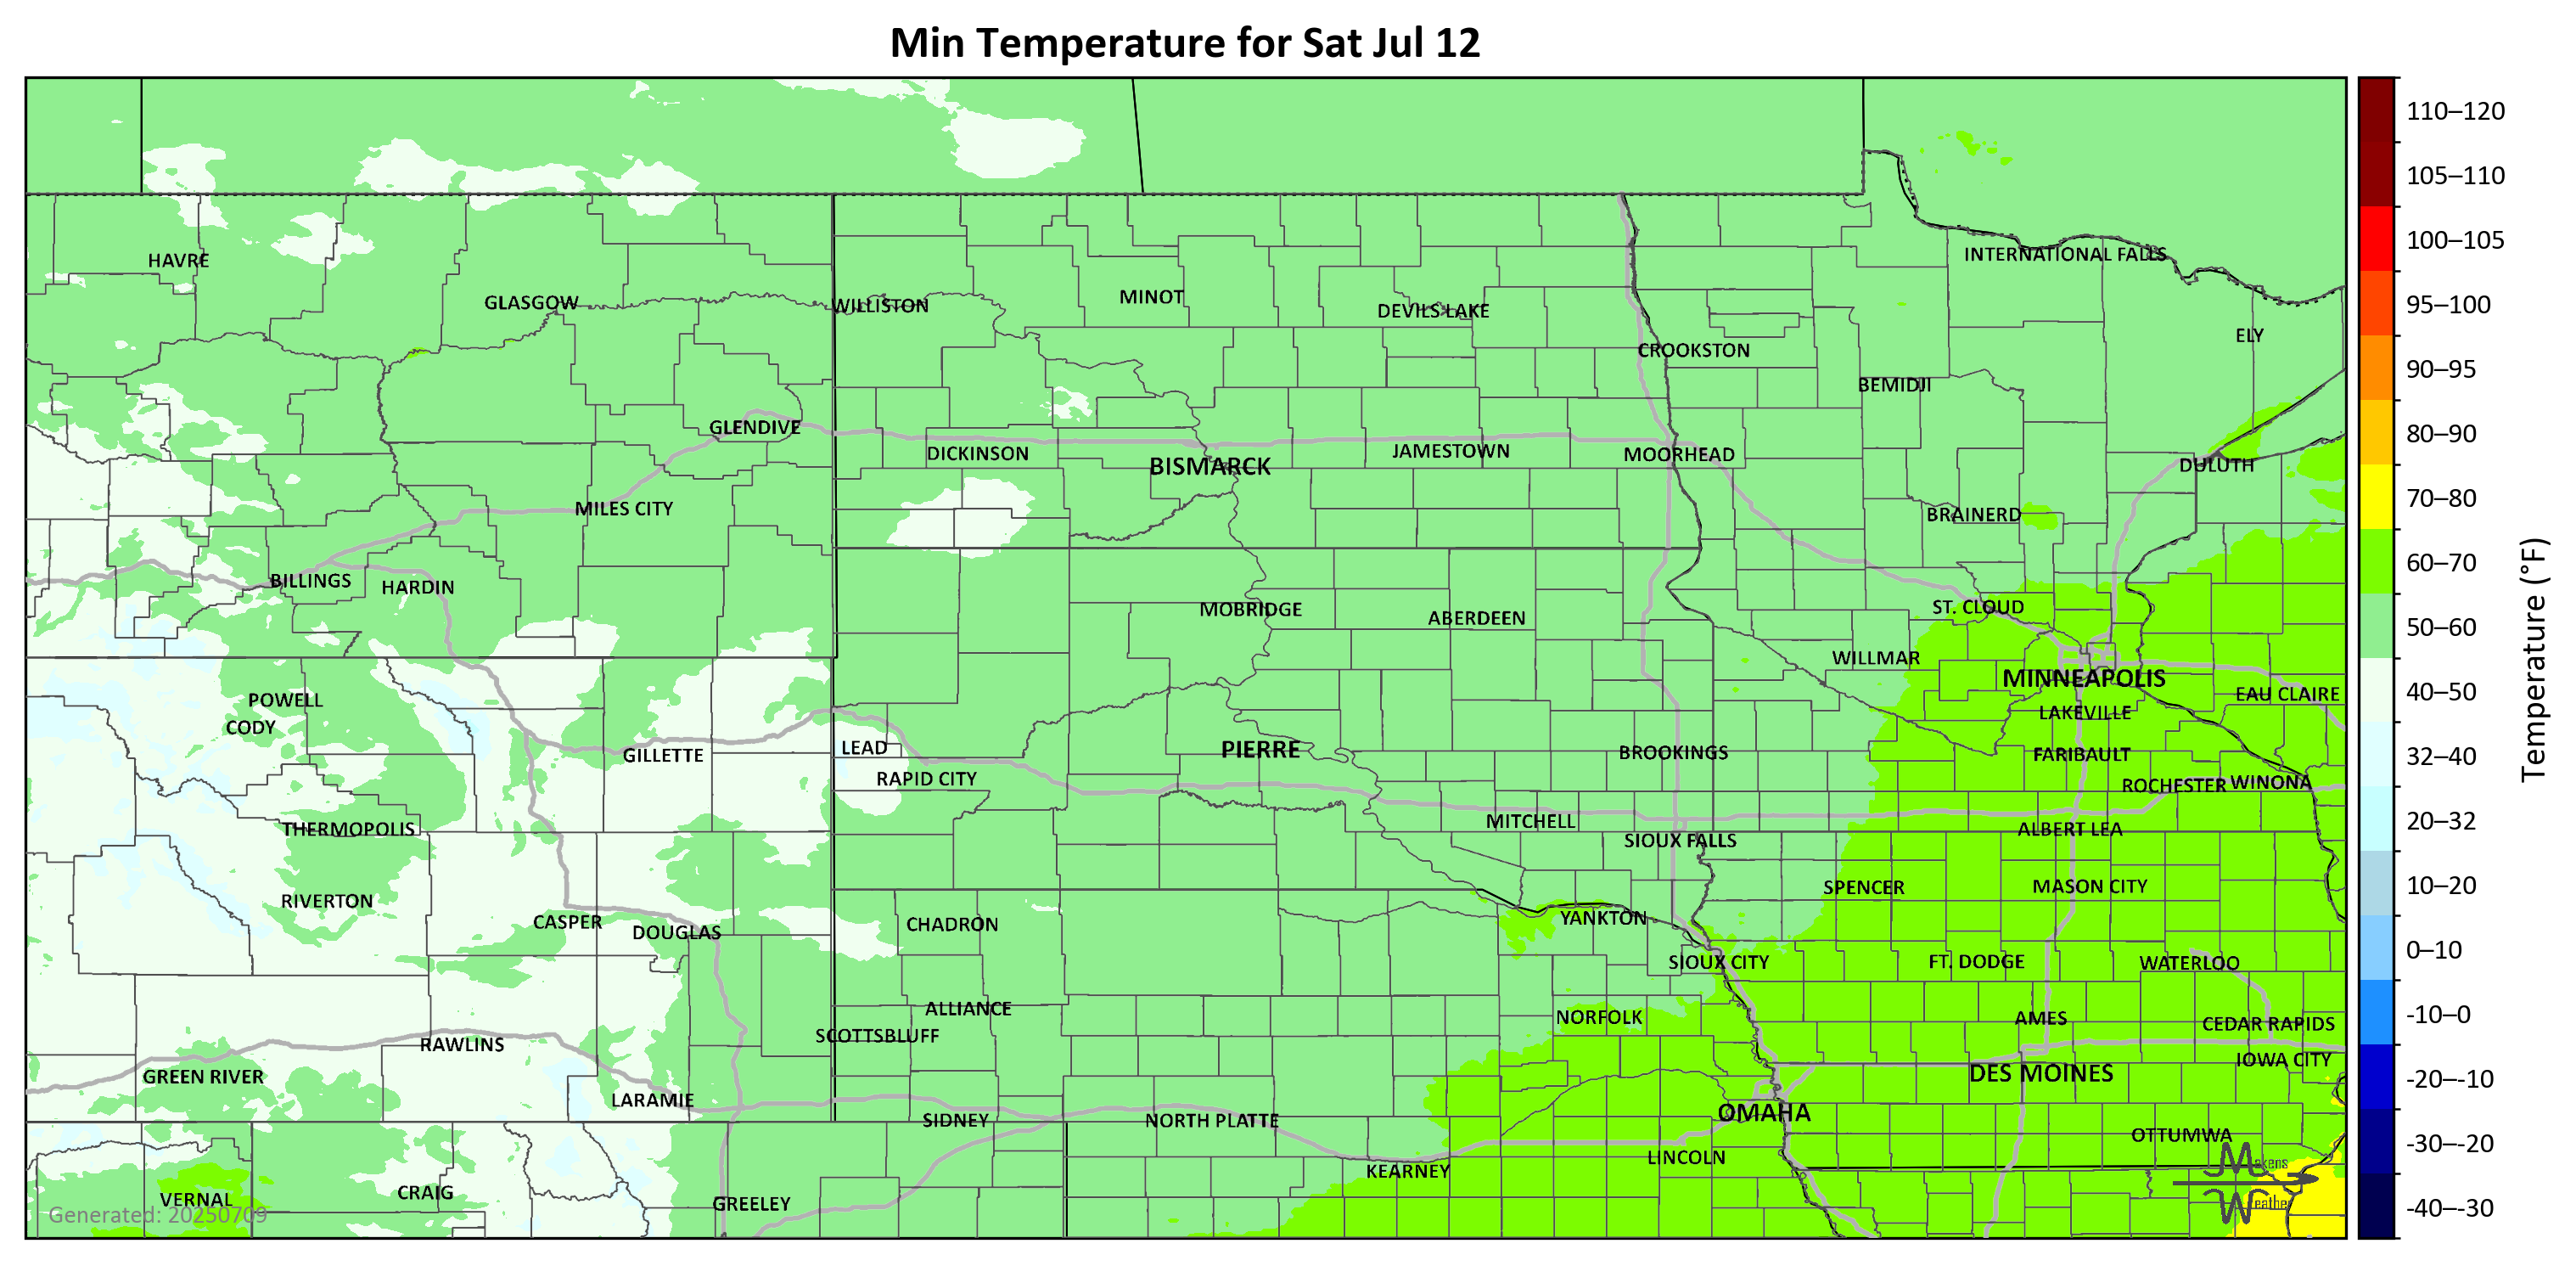 Min Temperature for Sat Jul 12
110–120
105–110
100–105
95–100
90–95
80–90
70–80
60–70
50–60
40–50
32–40
20–32
10–20
0–10
-10–0
-20–-10
-30–-20
-40–-30
Temperature (°F)
HAVRE
GLASGOW
WILLISTON
MINOT
DEVILS LAKE
INTERNATIONAL FALLS
ELY
CROOKSTON
BEMIDJI
GLENDIVE
DICKINSON
BISMARCK
JAMESTOWN
MOORHEAD
DULUTH
MILES CITY
BRAINERD
BILLINGS
HARDIN
MOBRIDGE
ABERDEEN
ST. CLOUD
WILLMAR
MINNEAPOLIS
POWELL
EAU CLAIRE
CODY
LAKEVILLE
GILLETTE
LEAD
PIERRE
BROOKINGS
FARIBAULT
RAPID CITY
ROCHESTER
WINONA
THERMOPOLIS
MITCHELL
SIOUX FALLS
ALBERT LEA
RIVERTON
SPENCER
MASON CITY
CASPER
DOUGLAS
CHADRON
YANKTON
SIOUX CITY
FT. DODGE
WATERLOO
ALLIANCE
NORFOLK
AMES
CEDAR RAPIDS
SCOTTSBLUFF
RAWLINS
IOWA CITY
GREEN RIVER
DES MOINES
LARAMIE
SIDNEY
NORTH PLATTE
OMAHA
OTTUMWA
LINCOLN
KEARNEY
VERNAL
CRAIG
GREELEY
Makens
Weather
Generated: 20250709